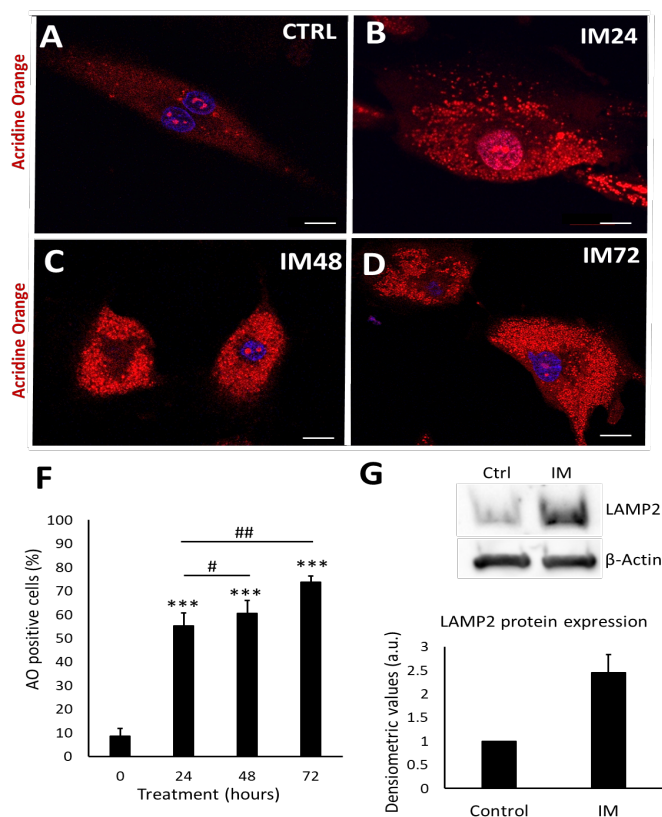 A
CTRL
B
IM24
Acridine Orange
C
IM48
D
IM72
Acridine Orange
F
AO positive cells (%)
100
90
80
70
60
50
40
30
20
10
0
##
#
***
***
***
0 24 48 72
Treatment (hours)
G
Ctrl IM
LAMP2
β-Actin
LAMP2 protein expression
Densiometric values (a.u.)
3
2.5
2
1.5
1
0.5
0
Control IM